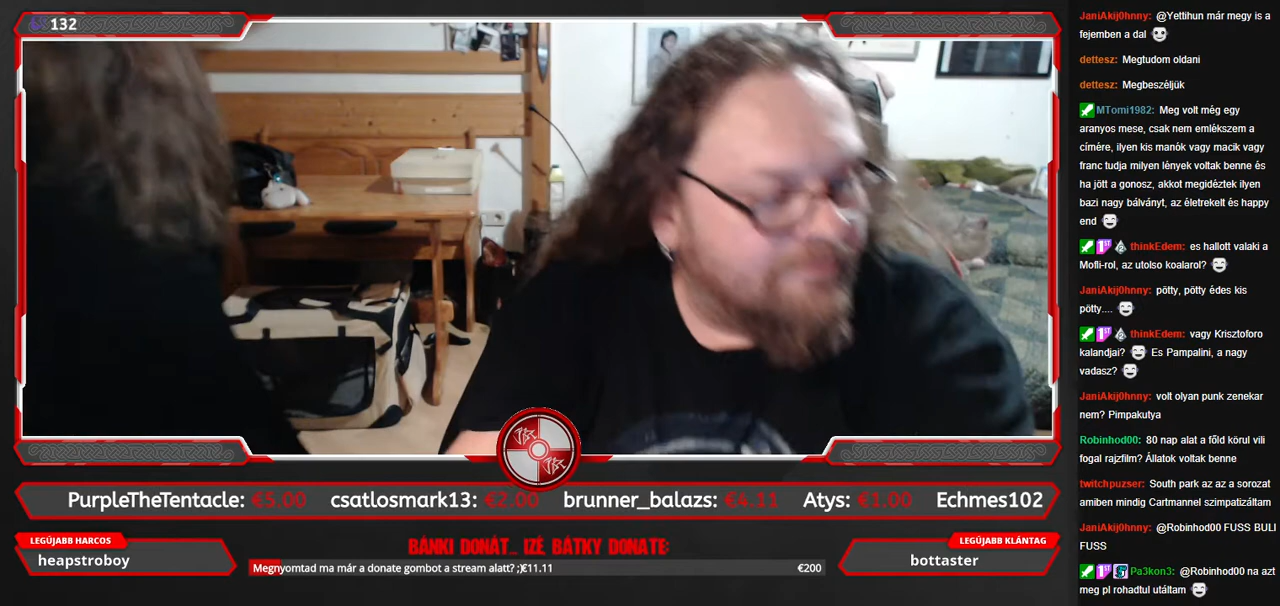 132
PurpleTheTentacle: €5.00 csatlosmark13: €2.00 brunner_balazs: €4.11 Atys: €1.00 Echmes102
LEGÚJABB HARCOS
heapstroboy
BÁNKI DONÁT... IZÉ, BÁTKY DONATE:
Megnyomtad ma már a donate gombot a stream alatt? ;)€11.11
€200
LEGÚJABB KLÁNTAG
bottaster
JaniAkij0hnny: @Yettihun már megy is a
fejemben a dal
dettesz: Megtudom oldani
dettesz: Megbeszéljük
MTomi1982: Meg volt még egy
aranyos mese, csak nem emlékszem a
címére, ilyen kis manók vagy macik vagy
franc tudja milyen lények voltak benne és
ha jött a gonosz, akkot megidéztek ilyen
bazi nagy bálványt, az életrekelt és happy
end
thinkEdem: es hallott valaki a
Mofli-rol, az utolso koalarol?
JaniAkij0hnny: pötty, pötty édes kis
pötty....
thinkEdem: vagy Krisztoforo
kalandjai? Es Pampalini, a nagy
vadasz?
JaniAkij0hnny: volt olyan punk zenekar
nem? Pimpakutya
Robinhod00: 80 nap alat a főld körul vili
fogal rajzfilm? Állatok voltak benne
twitchpuzser: South park az az a sorozat
amiben mindig Cartmannel szimpatizáltam
JaniAkij0hnny: @Robinhod00 FUSS BULI
FUSS
Pa3kon3: @Robinhod00 na azt
meg pl rohadtul utáltam